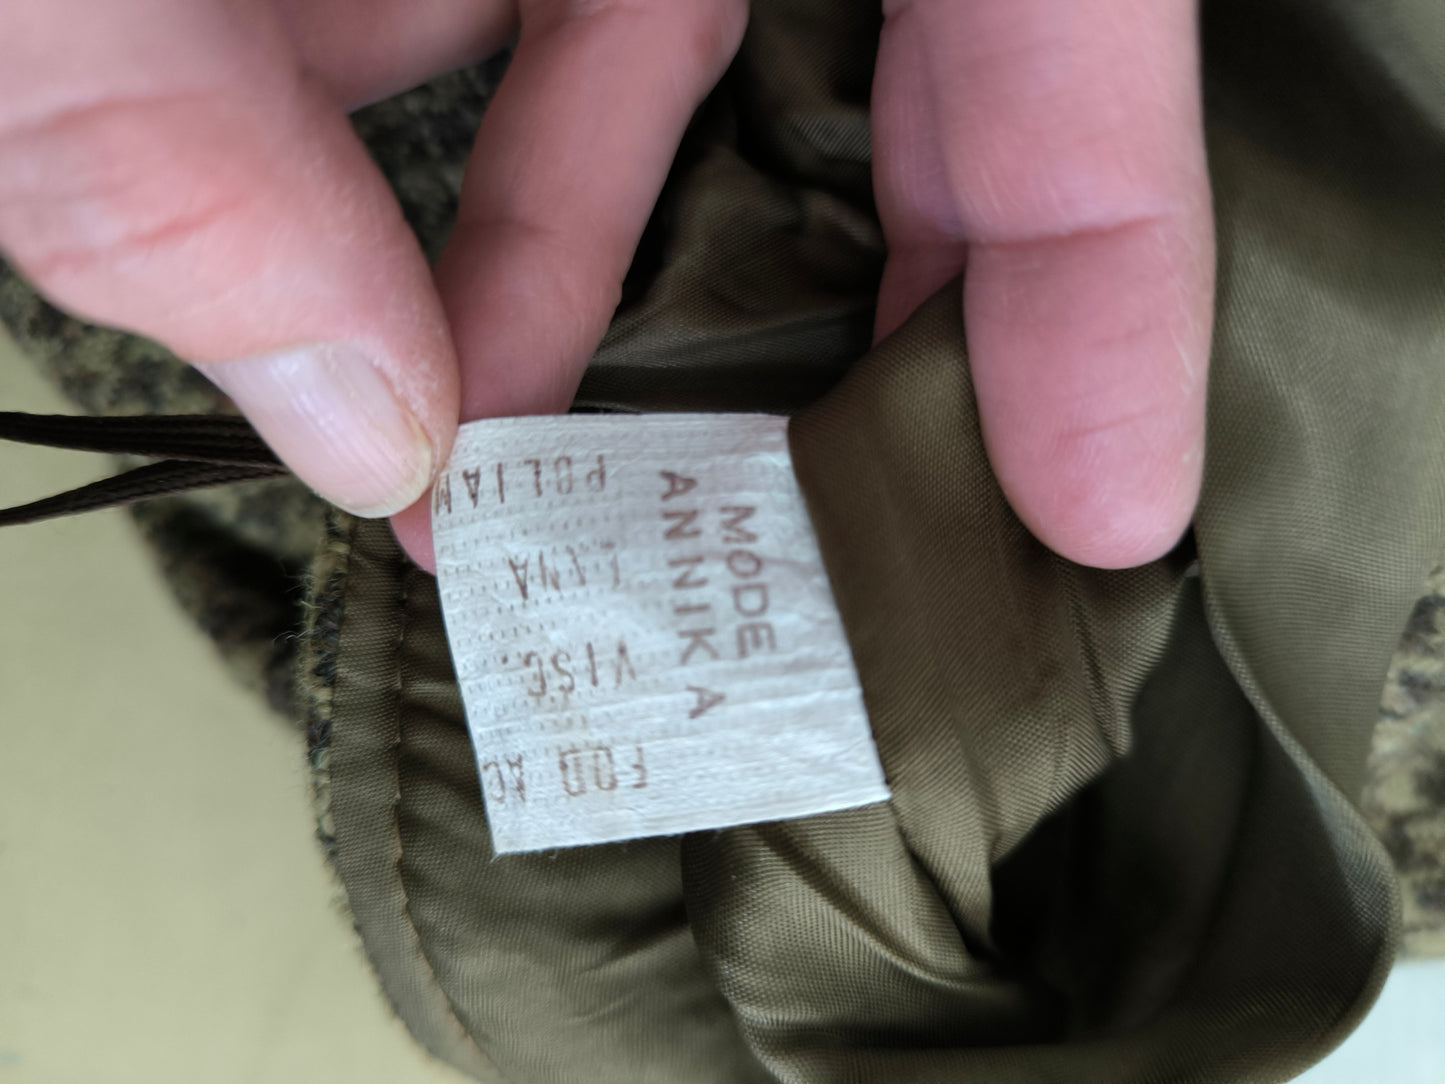 MODE
ANNIKA
POLIAM
LANA
VISC.
FOD AC